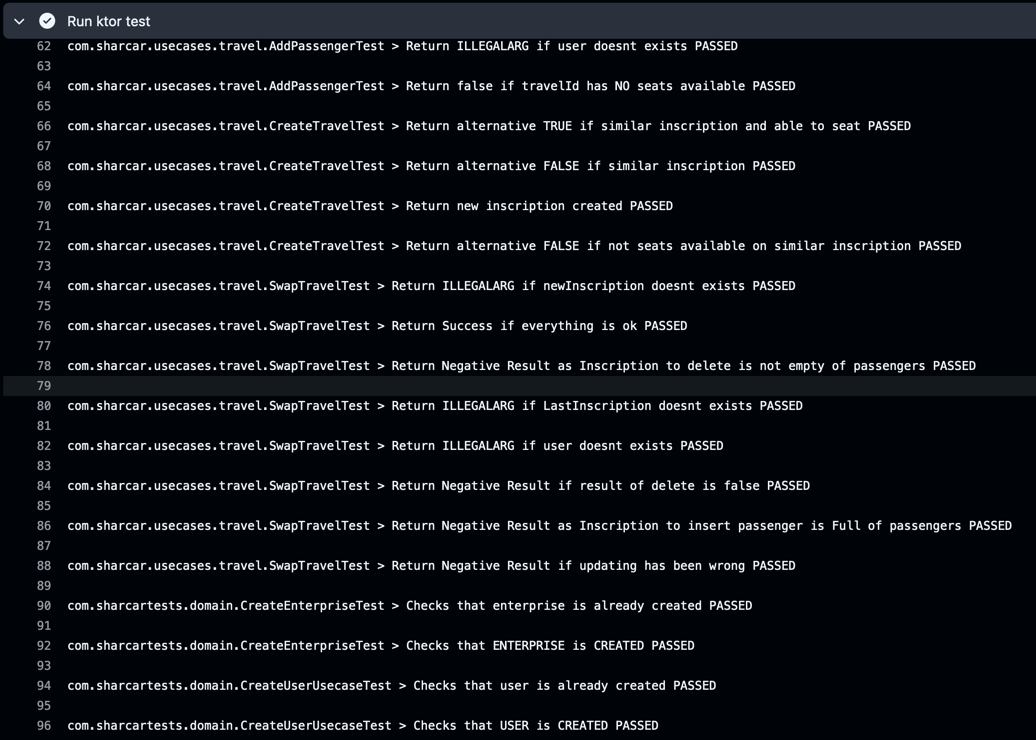 Run ktor test
62 com.sharcar.usecases.travel.AddPassengerTest > Return ILLEGALARG if user doesnt exists PASSED
63
64 com.sharcar.usecases.travel.AddPassengerTest > Return false if travelId has NO seats available PASSED
65
66 com.sharcar.usecases.travel.CreateTravelTest > Return alternative TRUE if similar inscription and able to seat PASSED
67
68 com.sharcar.usecases.travel.CreateTravelTest > Return alternative FALSE if similar inscription PASSED
69
70 com.sharcar.usecases.travel.CreateTravelTest > Return new inscription created PASSED
71
72 com.sharcar.usecases.travel.CreateTravelTest > Return alternative FALSE if not seats available on similar inscription PASSED
73
74 com.sharcar.usecases.travel.SwapTravelTest > Return ILLEGALARG if newInscription doesnt exists PASSED
75
76 com.sharcar.usecases.travel.SwapTravelTest > Return Success if everything is ok PASSED
77
78 com.sharcar.usecases.travel.SwapTravelTest > Return Negative Result as Inscription to delete is not empty of passengers PASSED
79
80 com.sharcar.usecases.travel.SwapTravelTest > Return ILLEGALARG if LastInscription doesnt exists PASSED
81
82 com.sharcar.usecases.travel.SwapTravelTest > Return ILLEGALARG if user doesnt exists PASSED
83
84 com.sharcar.usecases.travel.SwapTravelTest > Return Negative Result if result of delete is false PASSED
85
86 com.sharcar.usecases.travel.SwapTravelTest > Return Negative Result as Inscription to insert passenger is Full of passengers PASSED
87
88 com.sharcar.usecases.travel.SwapTravelTest > Return Negative Result if updating has been wrong PASSED
89
90 com.sharcartests.domain.CreateEnterpriseTest > Checks that enterprise is already created PASSED
91
92 com.sharcartests.domain.CreateEnterpriseTest > Checks that ENTERPRISE is CREATED PASSED
93
94 com.sharcartests.domain.CreateUserUsecaseTest > Checks that user is already created PASSED
95
96 com.sharcartests.domain.CreateUserUsecaseTest > Checks that USER is CREATED PASSED